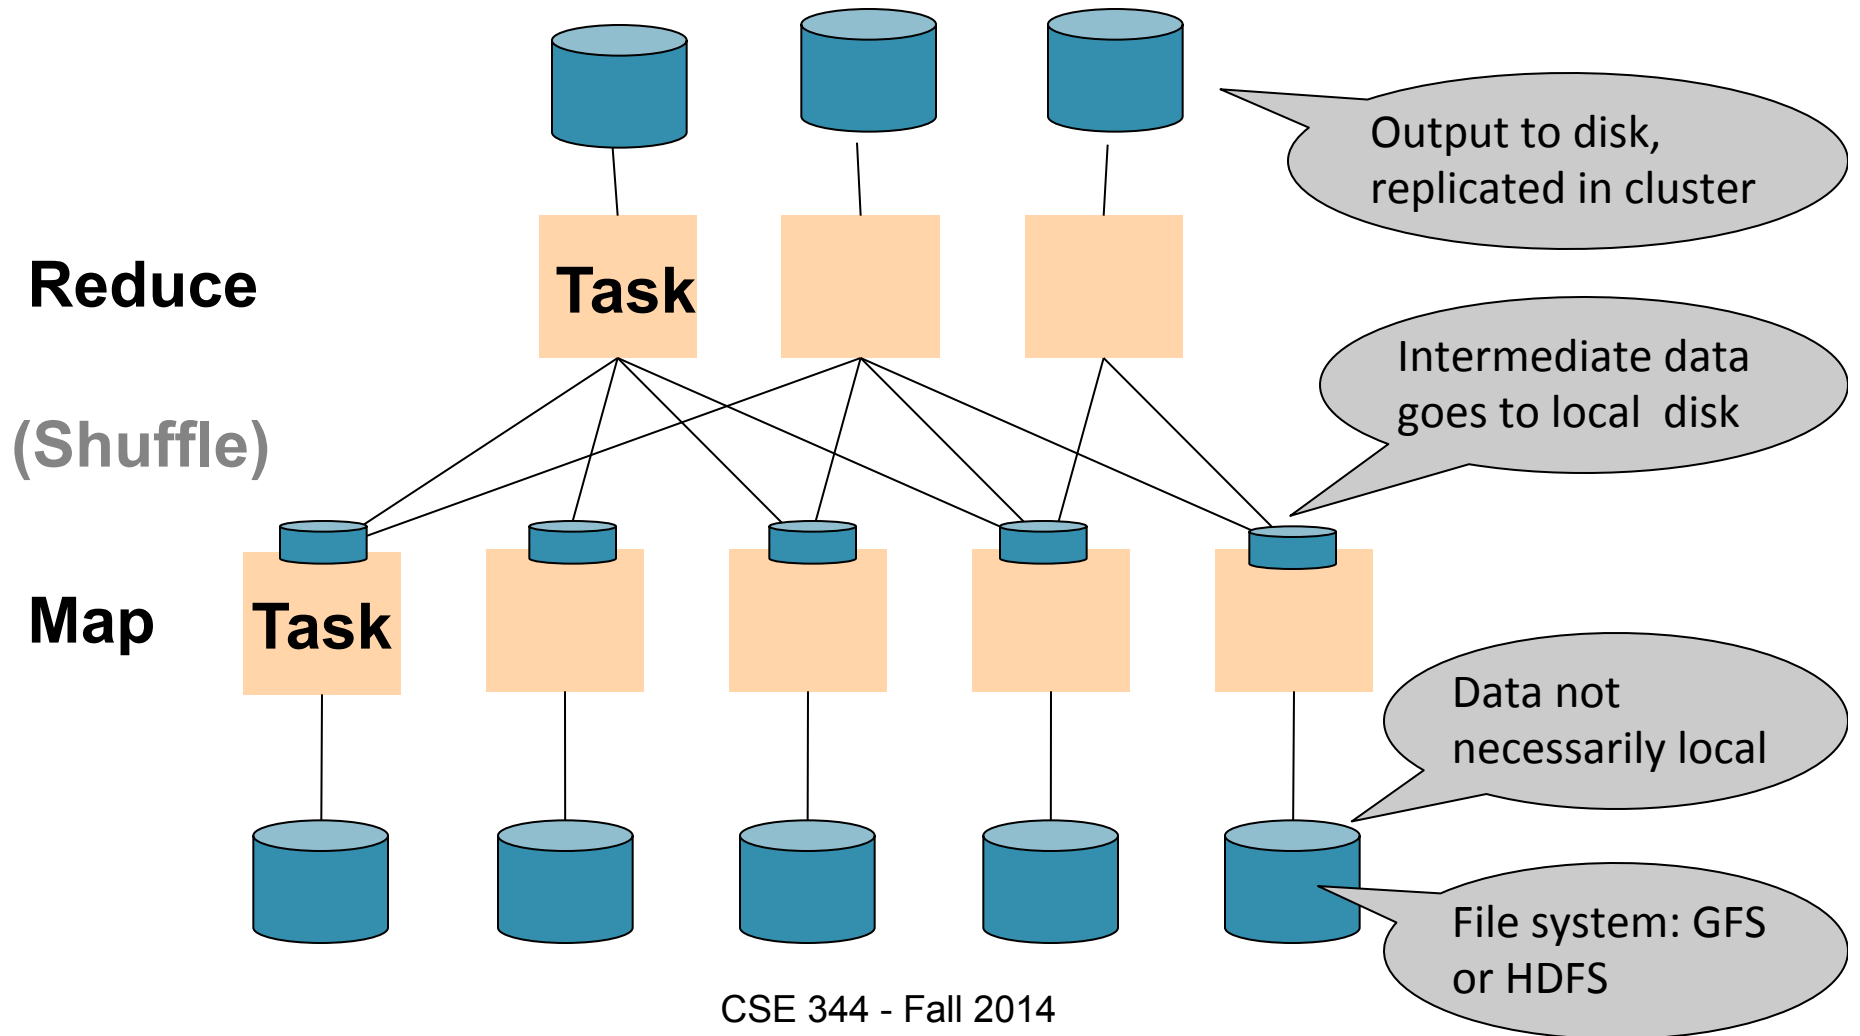 Output to disk,
replicated in cluster
Reduce
Task
Intermediate data
goes to local disk
(Shuffle)
Map
Task
Data not
necessarily local
File system: GFS
or HDFS
CSE 344 - Fall 2014